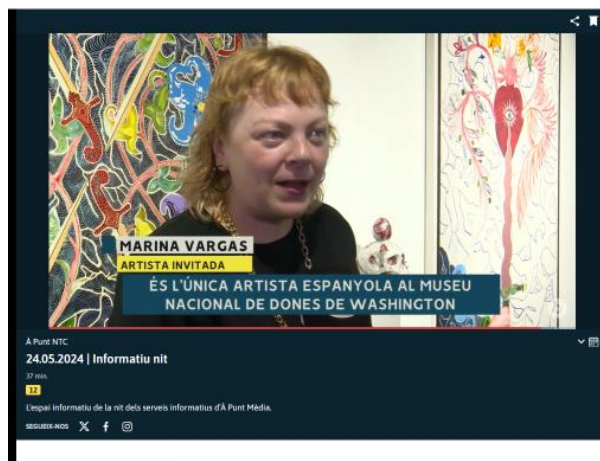 MARINA VARGAS
ARTISTA INVITADA
ÉS L'ÚNICA ARTISTA ESPANYOLA AL MUSEU
NACIONAL DE DONES DE WASHINGTON
À Punt NTC
24.05.2024 | Informatiu nit
37 min.
12
L'espai informatiu de la nit dels serveis informatius d'À Punt Mèdia.
SEGUEIX-NOS